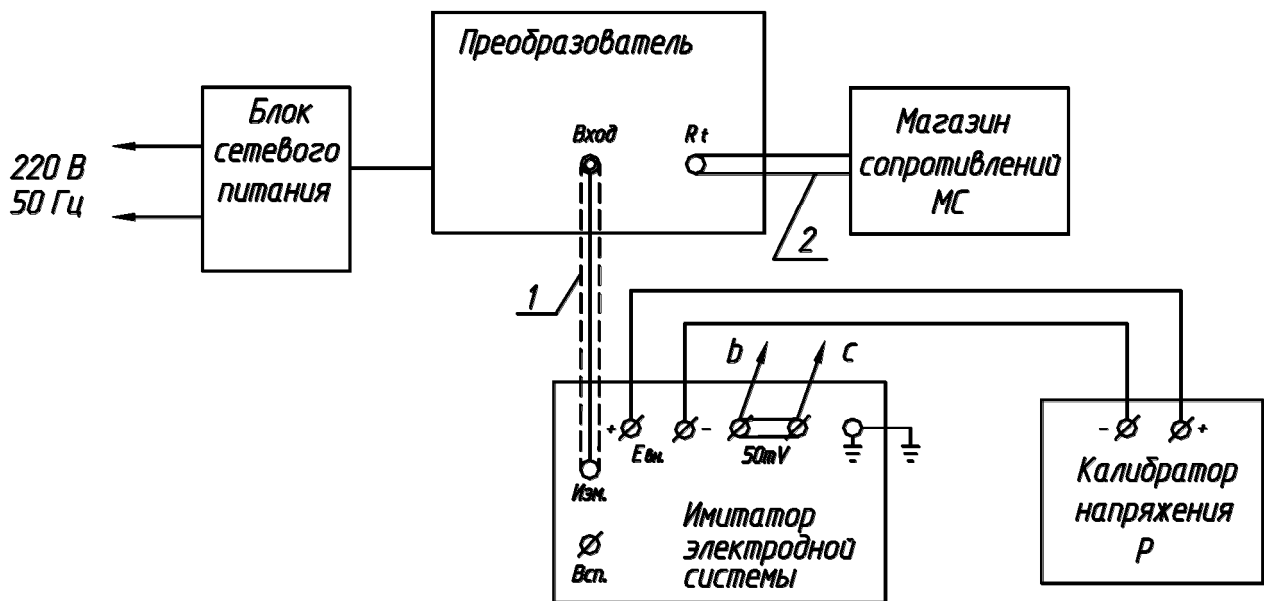 Преобразователь
Блок
сетевого
питания
220 В
50 Гц
Вход
Rt
Магазин
сопротивлений
МС
2
1
b
c
+
-
Евн.
50mV
Изм.
Всп.
Имитатор
электродной
системы
-
+
Калибратор
напряжения
Р